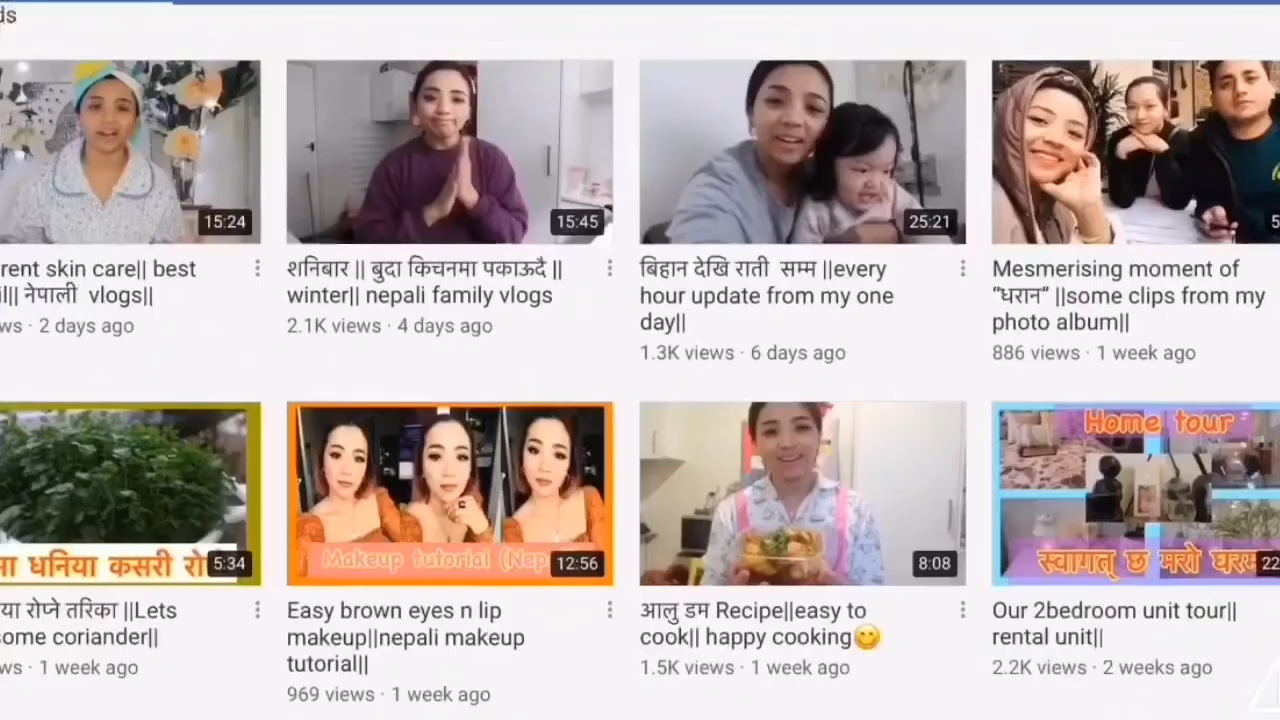 ds
15:24
15:45
25:21
5
rent skin care|| best
il|| नेपाली vlogs||
ws · 2 days ago
शनिबार || बुदा किचनमा पकाऊदै ||
winter|| nepali family vlogs
2.1K views · 4 days ago
बिहान देखि राती सम्म ||every
hour update from my one
day||
1.3K views · 6 days ago
Mesmerising moment of
“धरान” ||some clips from my
photo album||
886 views · 1 week ago
मा धनिया कसरी रो
5:34
Makeup tutorial (Nep
12:56
8:08
Home tour
स्वागत् छ मरो घरम
22
या रोप्ने तरिका ||Lets
some coriander||
ws · 1 week ago
Easy brown eyes n lip
makeup||nepali makeup
tutorial||
969 views · 1 week ago
आलु डम Recipe||easy to
cook|| happy cooking😋
1.5K views · 1 week ago
Our 2bedroom unit tour||
rental unit||
2.2K views · 2 weeks ago